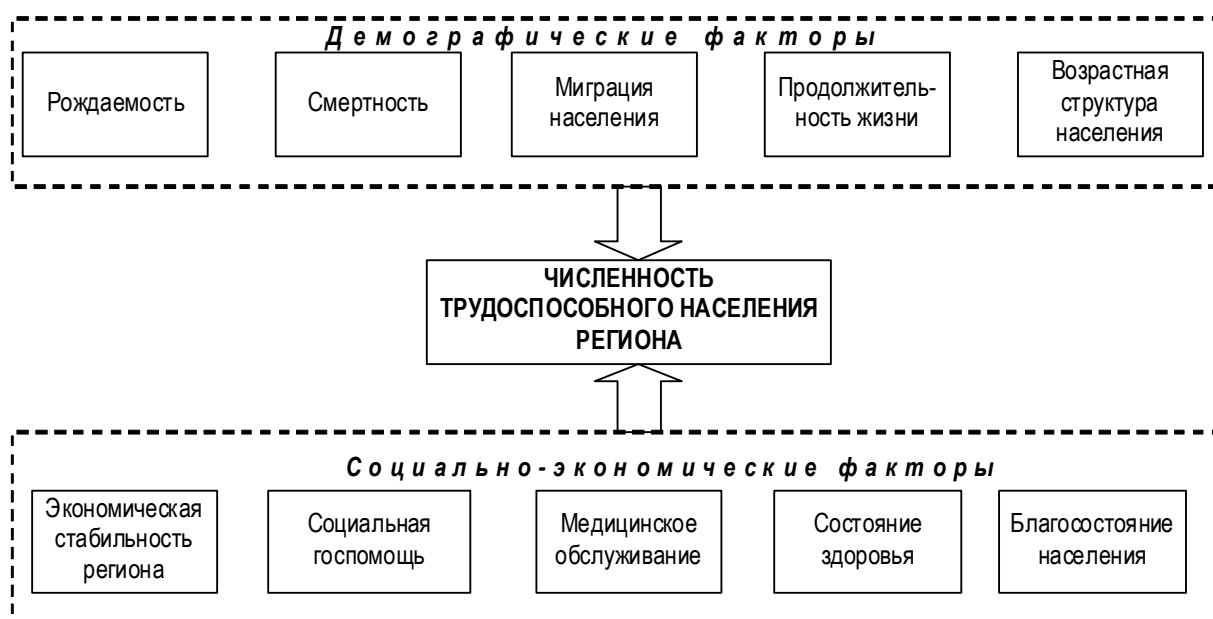 Демографические факторы
Рождаемость
Смертность
Миграция
населения
Продолжитель-
ность жизни
Возрастная
структура
населения
ЧИСЛЕННОСТЬ
ТРУДОСПОСОБНОГО НАСЕЛЕНИЯ
РЕГИОНА
Социально-экономические факторы
Экономическая
стабильность
региона
Социальная
госпомощь
Медицинское
обслуживание
Состояние
здоровья
Благосостояние
населения